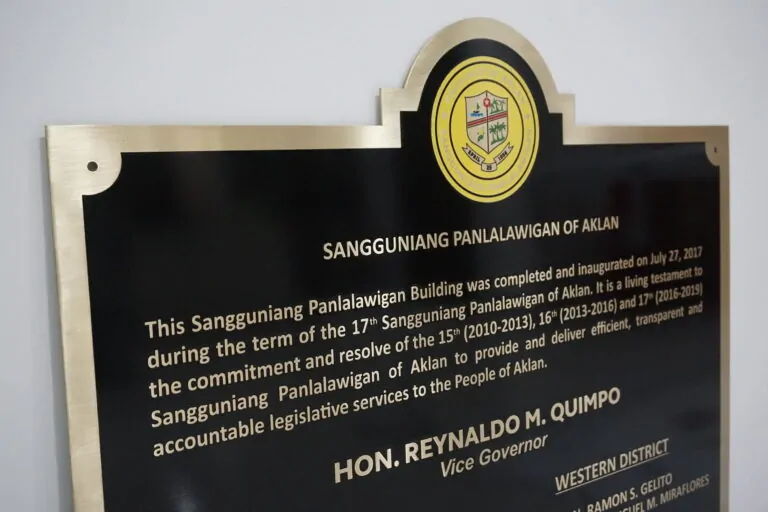 APRIL 25 1956
SANGGUNIANG PANLALAWIGAN OF AKLAN
This Sangguniang Panlalawigan Building was completed and inaugurated on July 27, 2017
during the term of the 17th Sangguniang Panlalawigan of Aklan. It is a living testament to
the commitment and resolve of the 15th (2010-2013), 16th (2013-2016) and 17th (2016-2019)
Sangguniang Panlalawigan of Aklan to provide and deliver efficient, transparent and
accountable legislative services to the People of Aklan.
HON. REYNALDO M. QUIMPO
Vice Governor
WESTERN DISTRICT
RAMON S. GELITO
M. MIRAFLORES